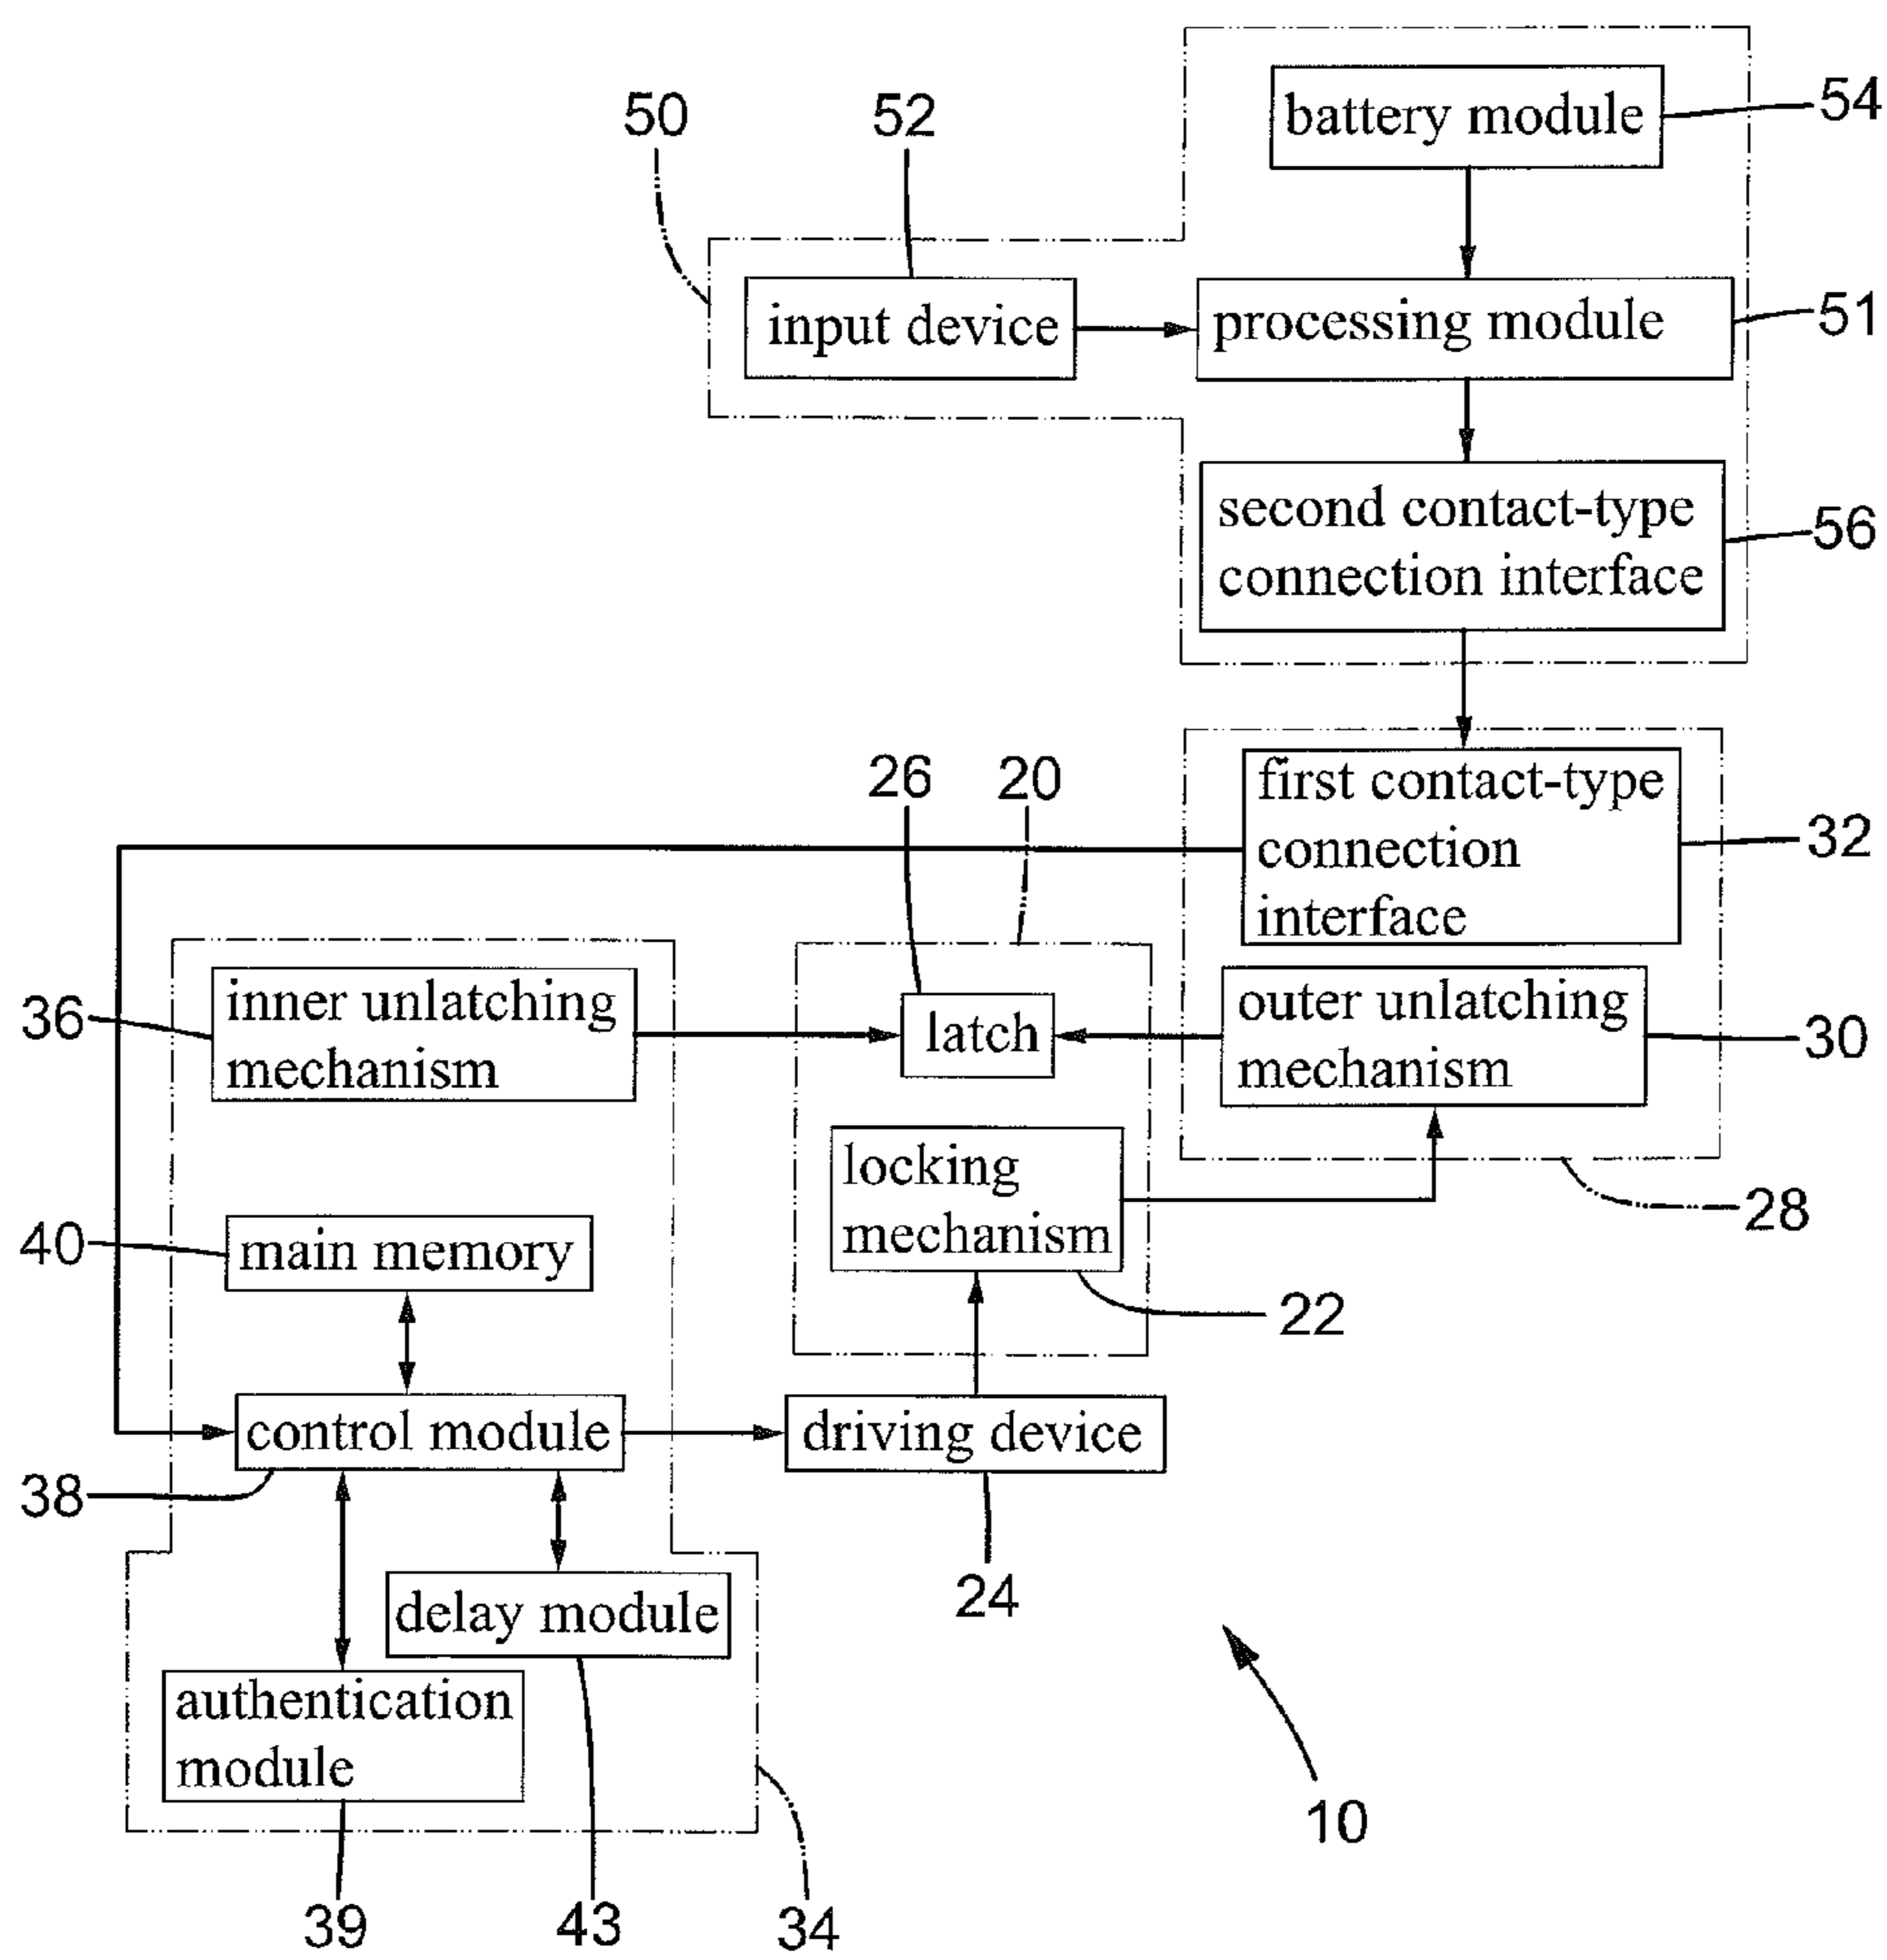 50
52
battery module
54
input device
processing module
51
second contact-type
connection interface
56
26
20
first contact-type
connection
interface
32
36
inner unlatching
mechanism
latch
outer unlatching
mechanism
30
locking
mechanism
28
40
main memory
22
control module
driving device
38
24
delay module
authentication
module
10
39
43
34